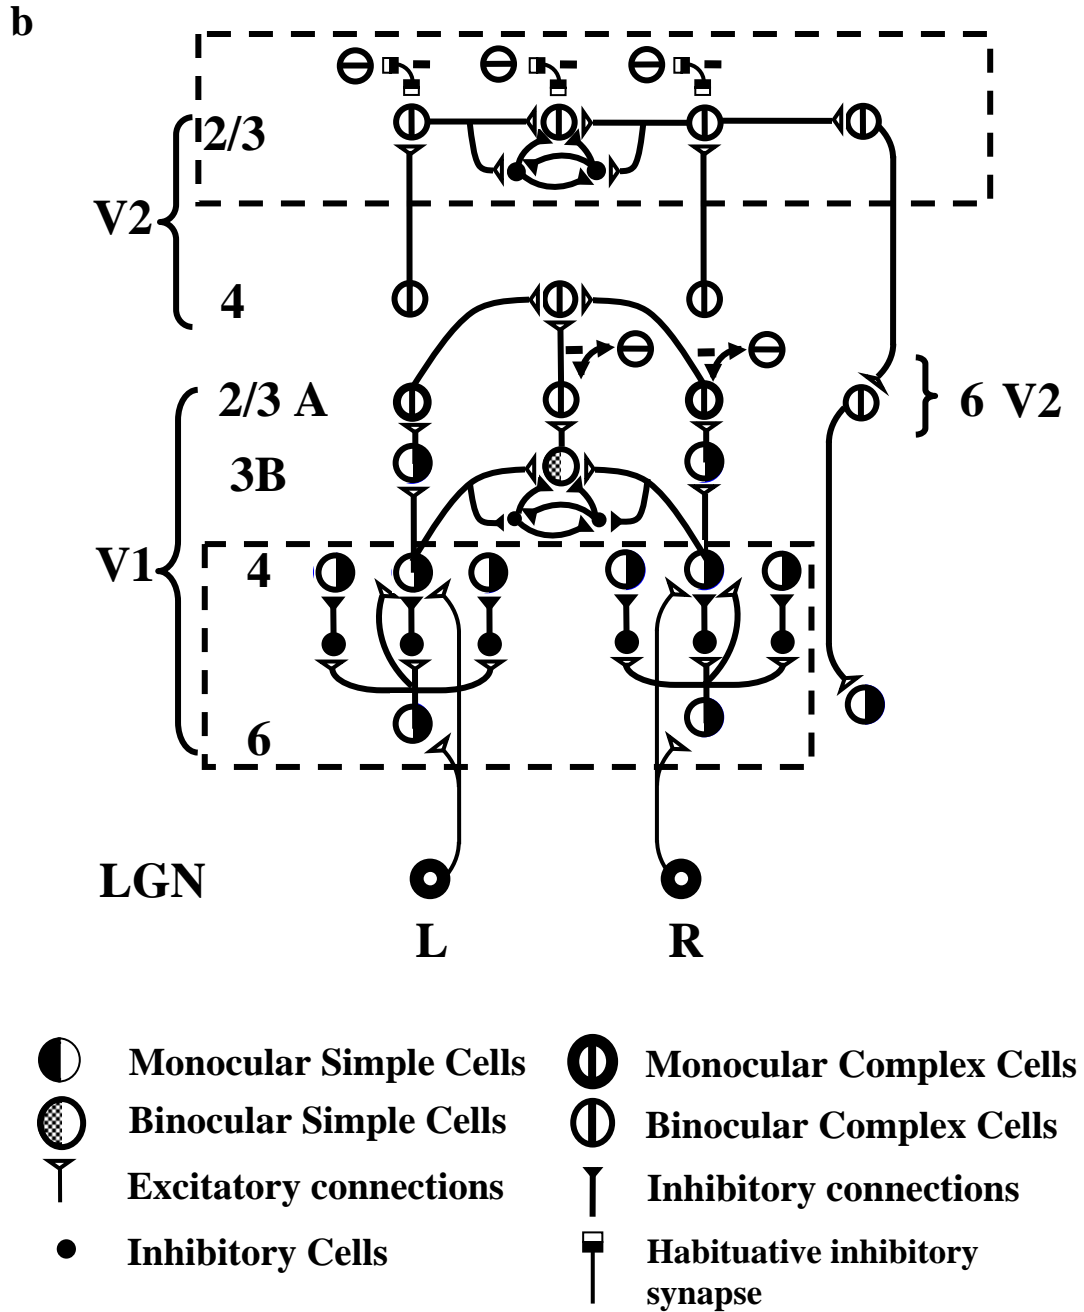 b
2/3
V2
4
2/3 A
6 V2
3B
V1
4
6
LGN
L
R
Monocular Simple Cells
Monocular Complex Cells
Binocular Simple Cells
Binocular Complex Cells
Excitatory connections
Inhibitory connections
Inhibitory Cells
Habituative inhibitory
synapse